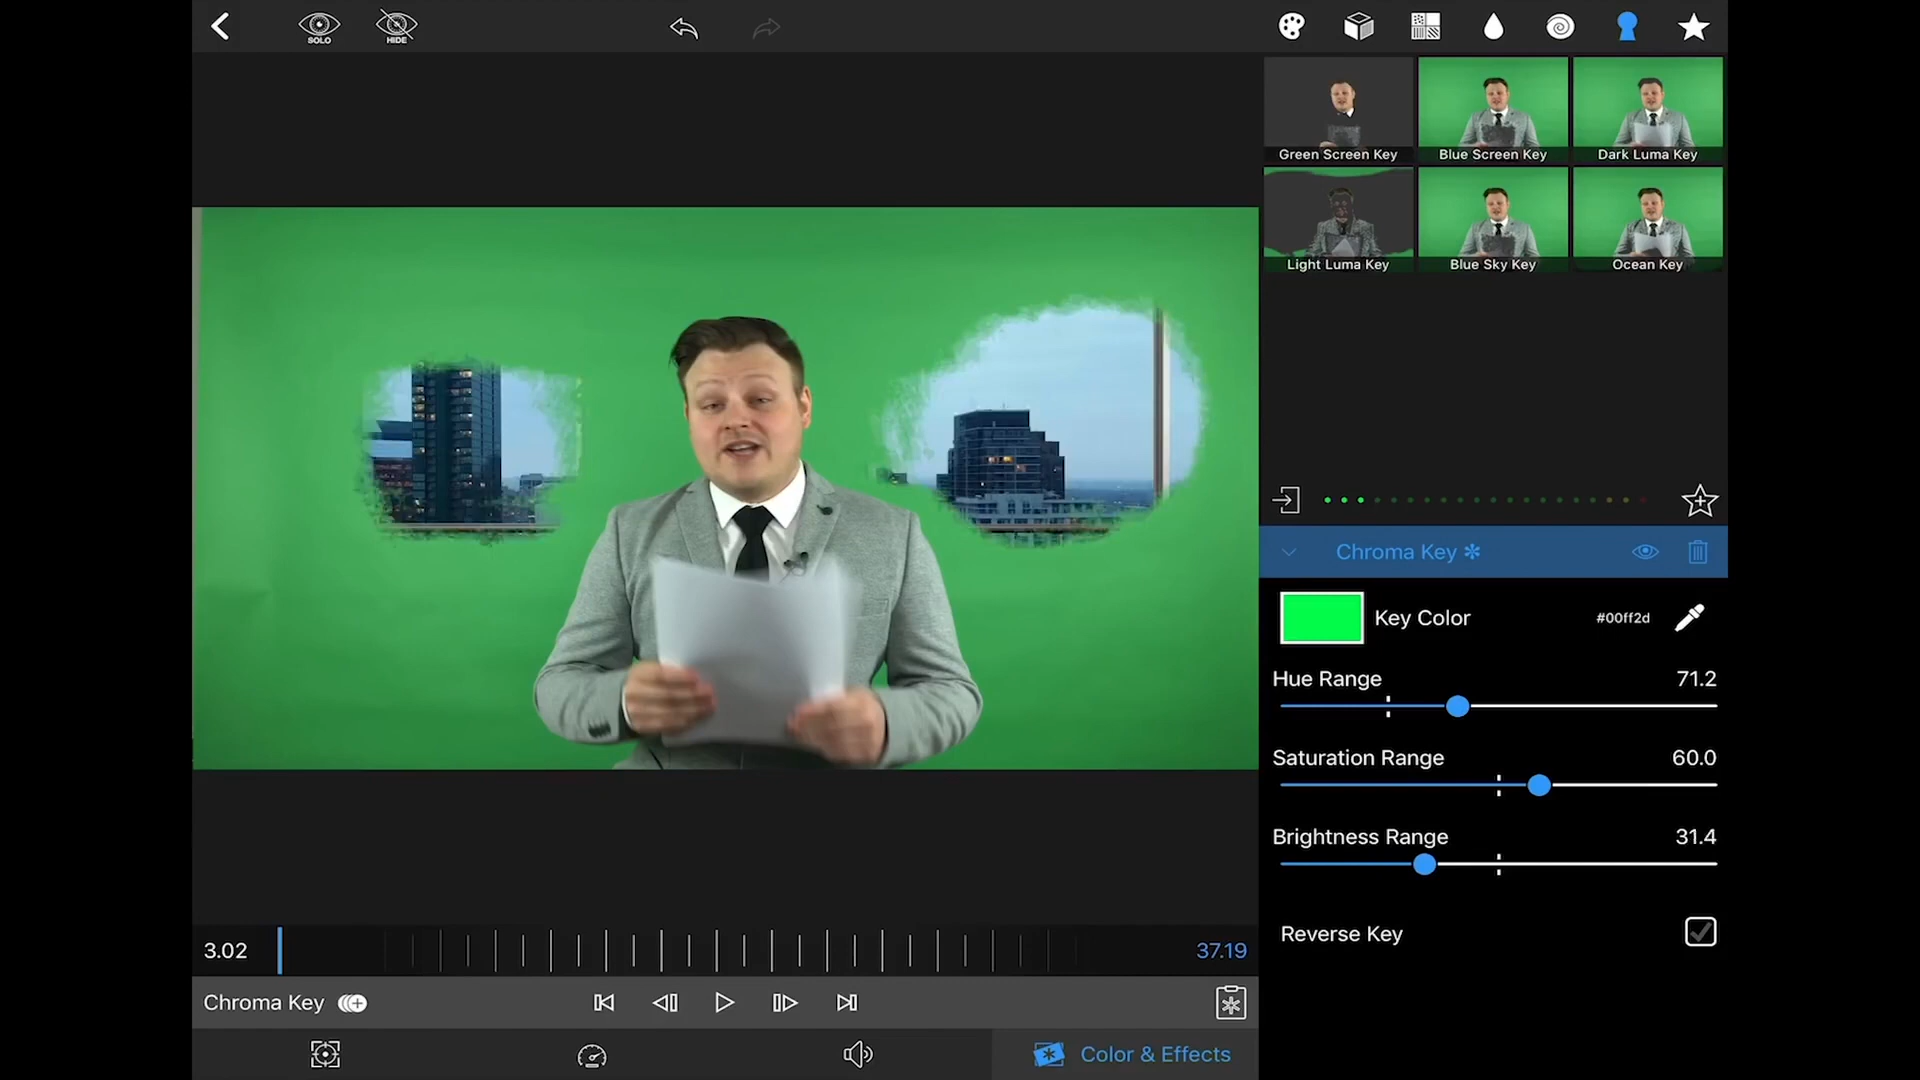 SOLO
HIDE
Green Screen Key
Blue Screen Key
Dark Luma Key
Light Luma Key
Blue Sky Key
Ocean Key
Chroma Key
Key Color
#00ff2d
Hue Range
71.2
Saturation Range
60.0
Brightness Range
31.4
Reverse Key
3.02
37.19
Chroma Key
Color & Effects